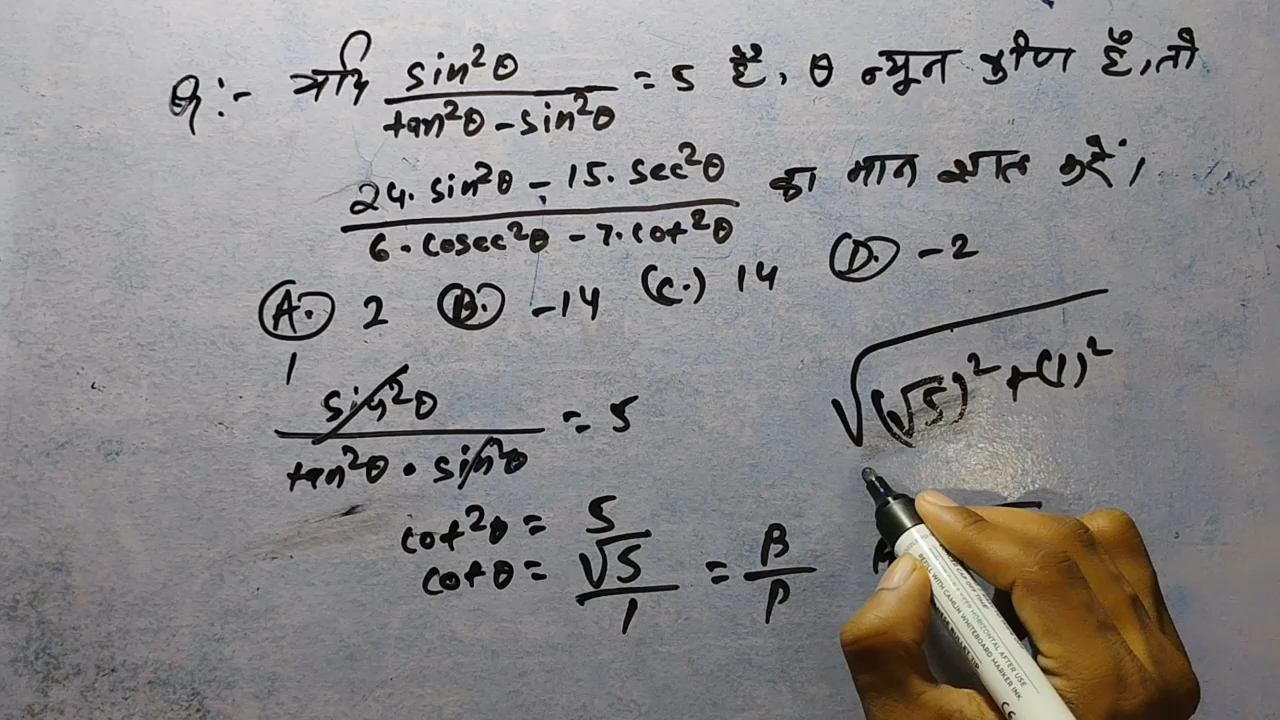 Q:- यदि sin²θ / tan²θ - sin²θ = 5 है, θ न्यून कोण है, तो
24. sin²θ - 15. sec²θ / 6. cosec²θ - 7. cot²θ का मान ज्ञात करें।
A. 2 B. -14 (C.) 14 D. -2
1
sin²θ / tan²θ . sin²θ = 5
√(√5)² + (1)²
cot²θ = 5
cotθ = √5 / 1 = B / P